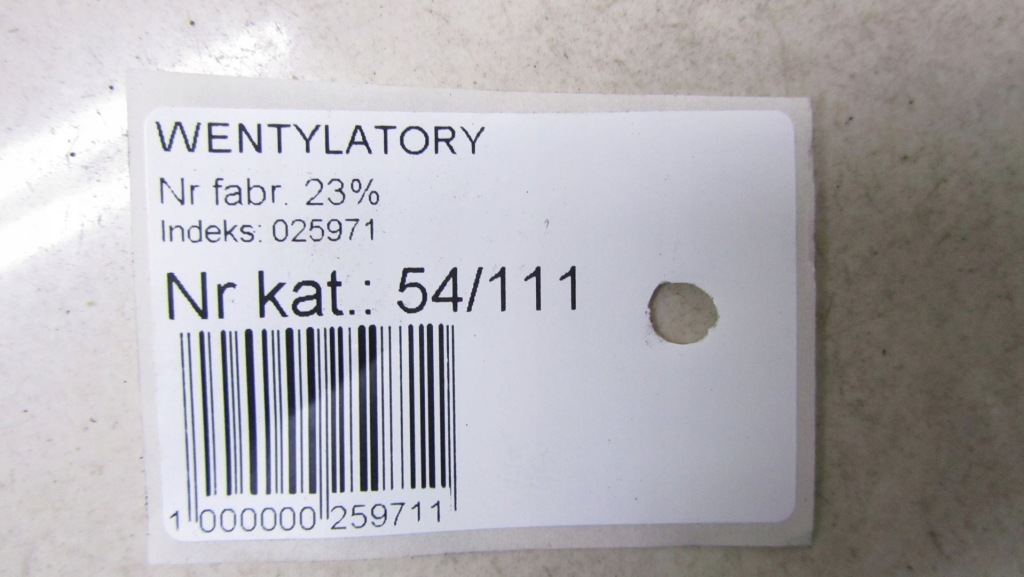 WENTYLATORY
Nr fabr. 23%
Indeks: 025971
Nr kat.: 54/111
1 000000 259711